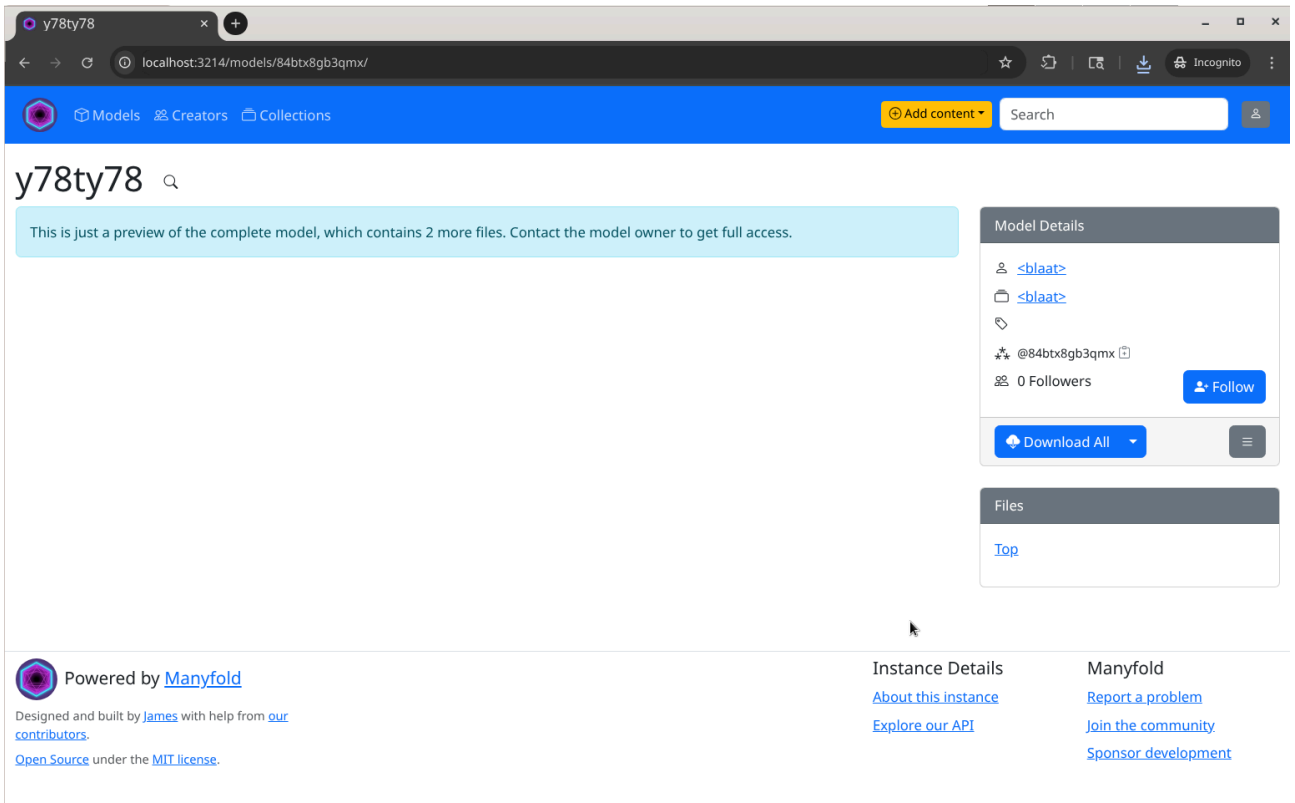 y78ty78
localhost:3214/models/84btx8gb3qmx/
Incognito
Models Creators Collections
Add content
Search
y78ty78
This is just a preview of the complete model, which contains 2 more files. Contact the model owner to get full access.
Model Details
<blaat>
<blaat>
@84btx8gb3qmx
0 Followers
Follow
Download All
Files
Top
Powered by Manyfold
Designed and built by James with help from our
contributors.
Open Source under the MIT license.
Instance Details
About this instance
Explore our API
Manyfold
Report a problem
Join the community
Sponsor development